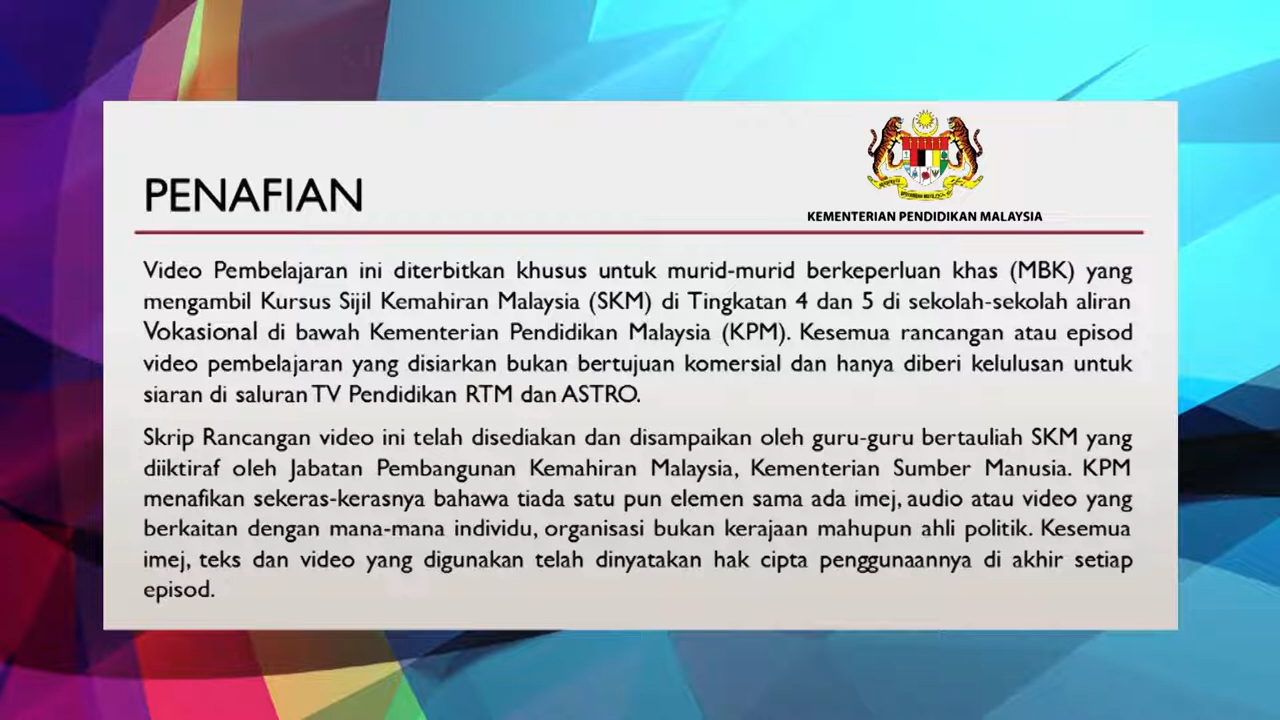 KEMENTERIAN PENDIDIKAN MALAYSIA
PENAFIAN
Video Pembelajaran ini diterbitkan khusus untuk murid-murid berkeperluan khas (MBK) yang
mengambil Kursus Sijil Kemahiran Malaysia (SKM) di Tingkatan 4 dan 5 di sekolah-sekolah aliran
Vokasional di bawah Kementerian Pendidikan Malaysia (KPM). Kesemua rancangan atau episod
video pembelajaran yang disiarkan bukan bertujuan komersial dan hanya diberi kelulusan untuk
siaran di saluran TV Pendidikan RTM dan ASTRO.
Skrip Rancangan video ini telah disediakan dan disampaikan oleh guru-guru bertauliah SKM yang
diiktiraf oleh Jabatan Pembangunan Kemahiran Malaysia, Kementerian Sumber Manusia. KPM
menafikan sekeras-kerasnya bahawa tiada satu pun elemen sama ada imej, audio atau video yang
berkaitan dengan mana-mana individu, organisasi bukan kerajaan mahupun ahli politik. Kesemua
imej, teks dan video yang digunakan telah dinyatakan hak cipta penggunaannya di akhir setiap
episod.